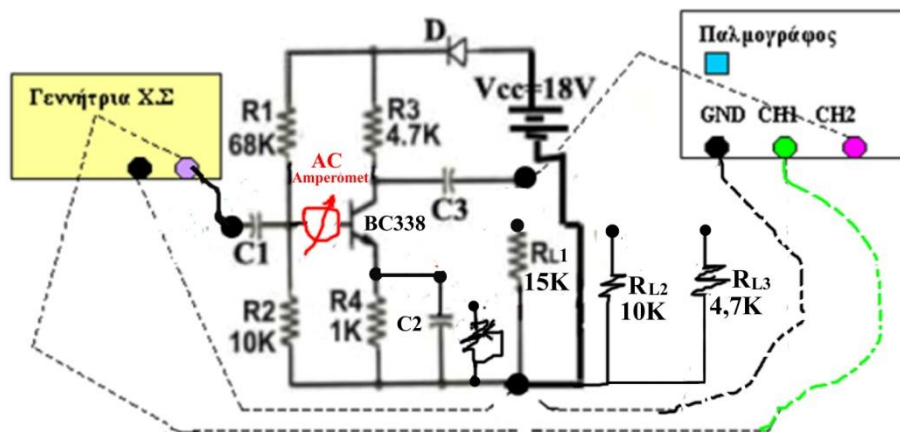 Γεννήτρια Χ.Σ
D
Vcc=18V
Παλμογράφος
GND CH1 CH2
R1
68K
R3
4.7K
AC
Amperomet
C1
BC338
C3
R2
10K
R4
1K
C2
RL1
15K
RL2
10K
RL3
4,7K